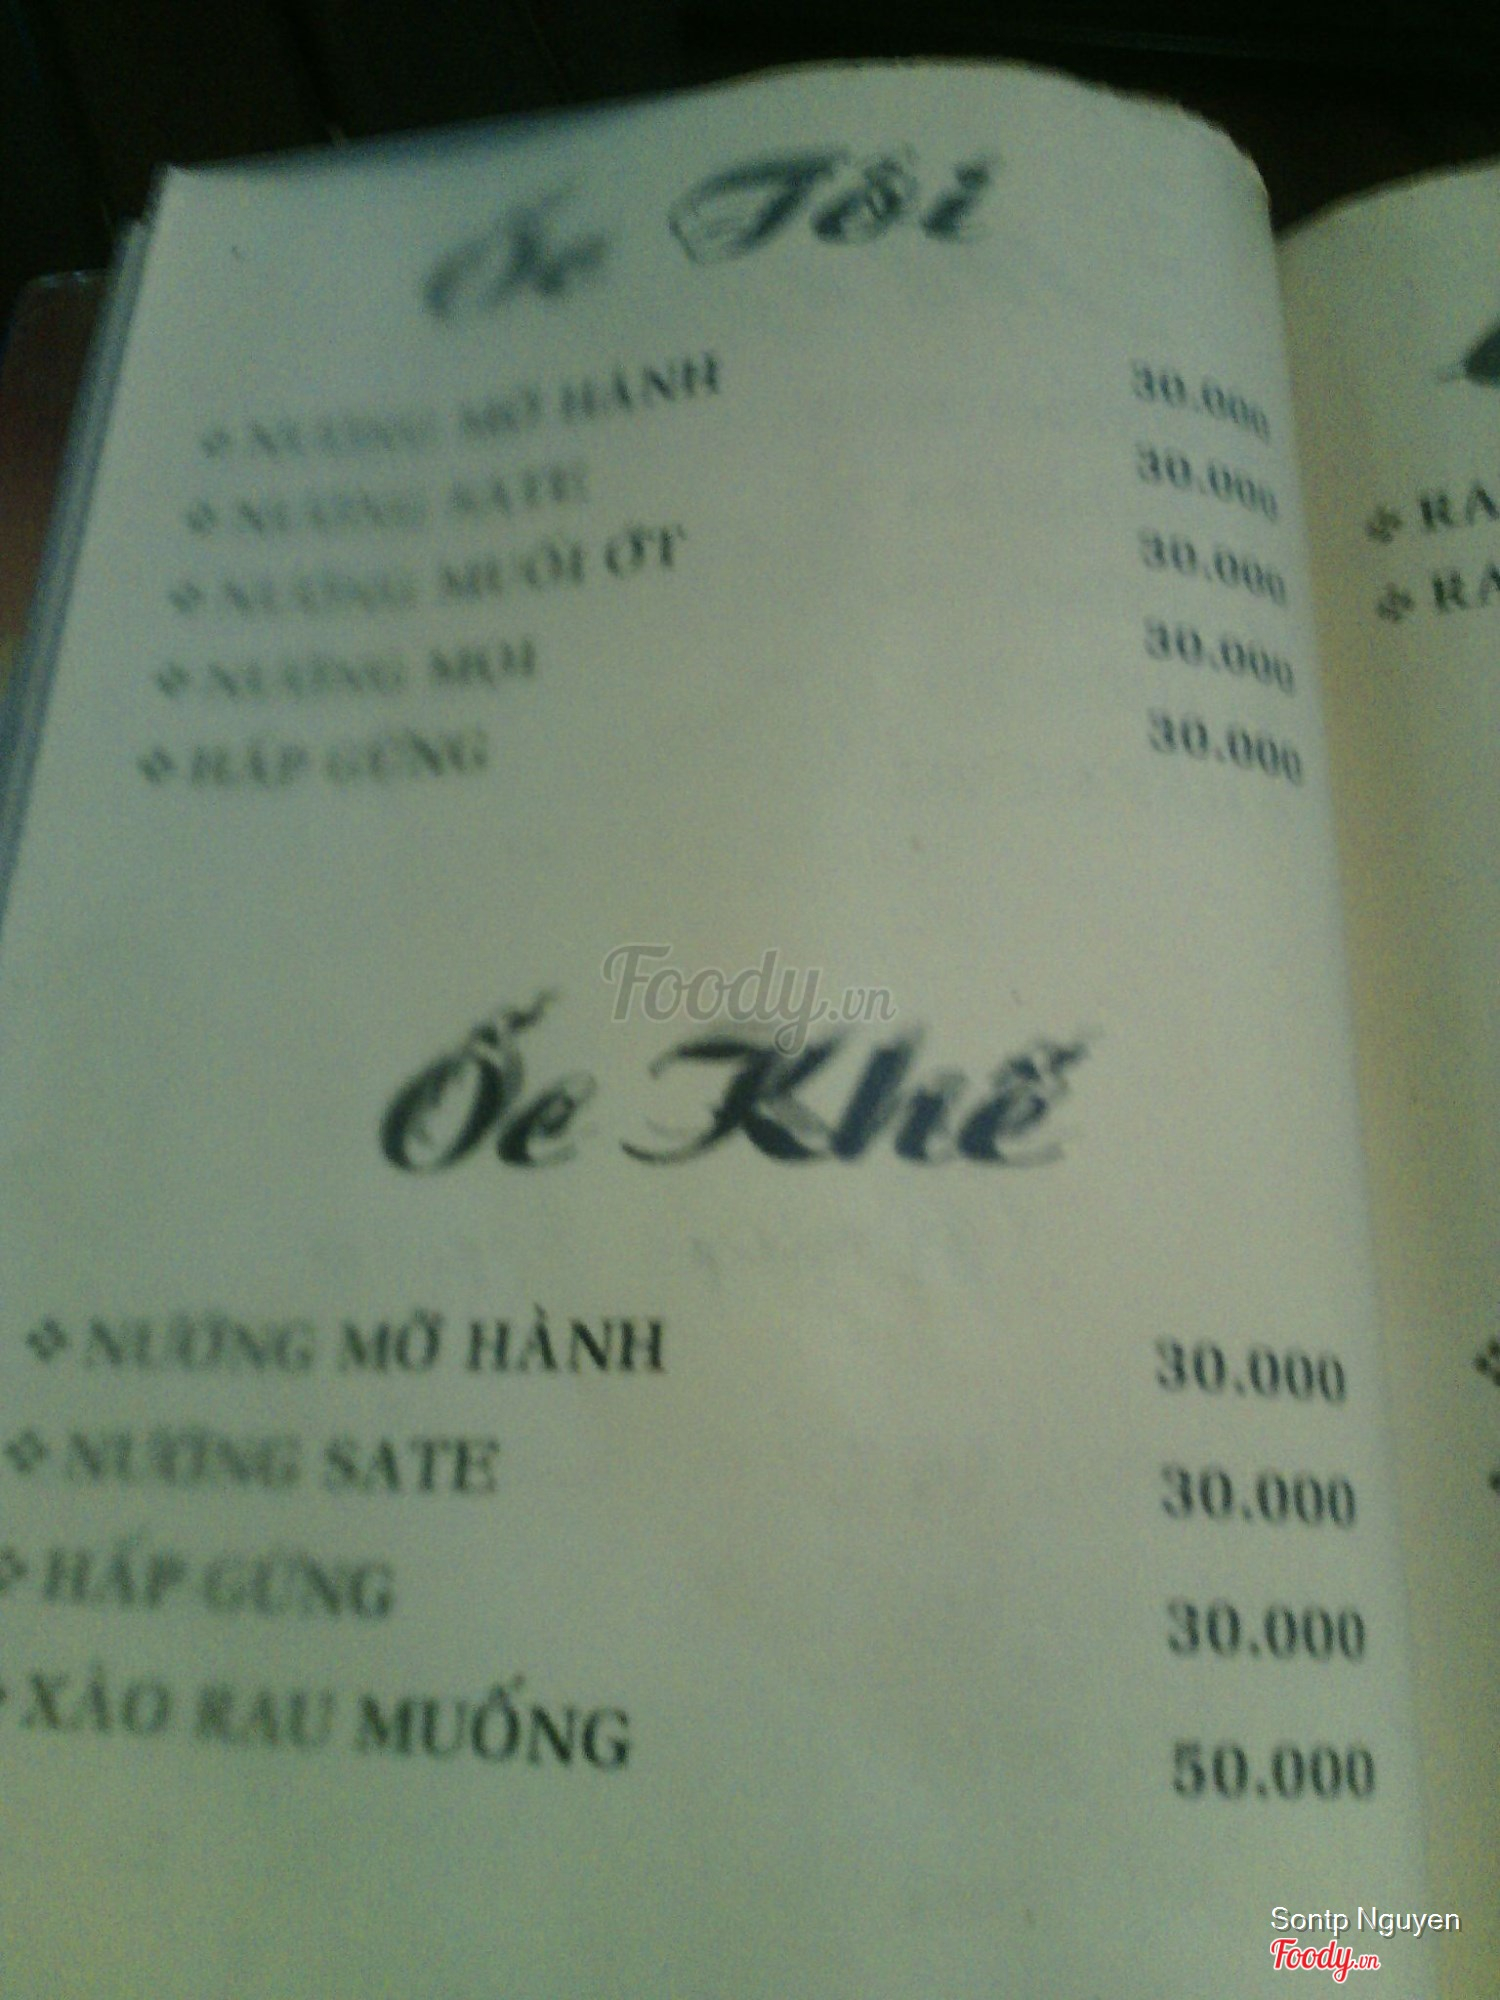 Ốc Tỏi
❖ NƯỚNG MỠ HÀNH 30.000
❖ NƯỚNG SATE 30.000
❖ NƯỚNG MUỐI ỚT 30.000
❖ NƯỚNG MỌI 30.000
❖ HẤP GỪNG 30.000
Foody.vn
Ốc Khế
❖ NƯỚNG MỠ HÀNH 30.000
❖ NƯỚNG SATE 30.000
❖ HẤP GỪNG 30.000
❖ XÀO RAU MUỐNG 50.000
❖ RA
❖ RA
Sontp Nguyen
Foody.vn